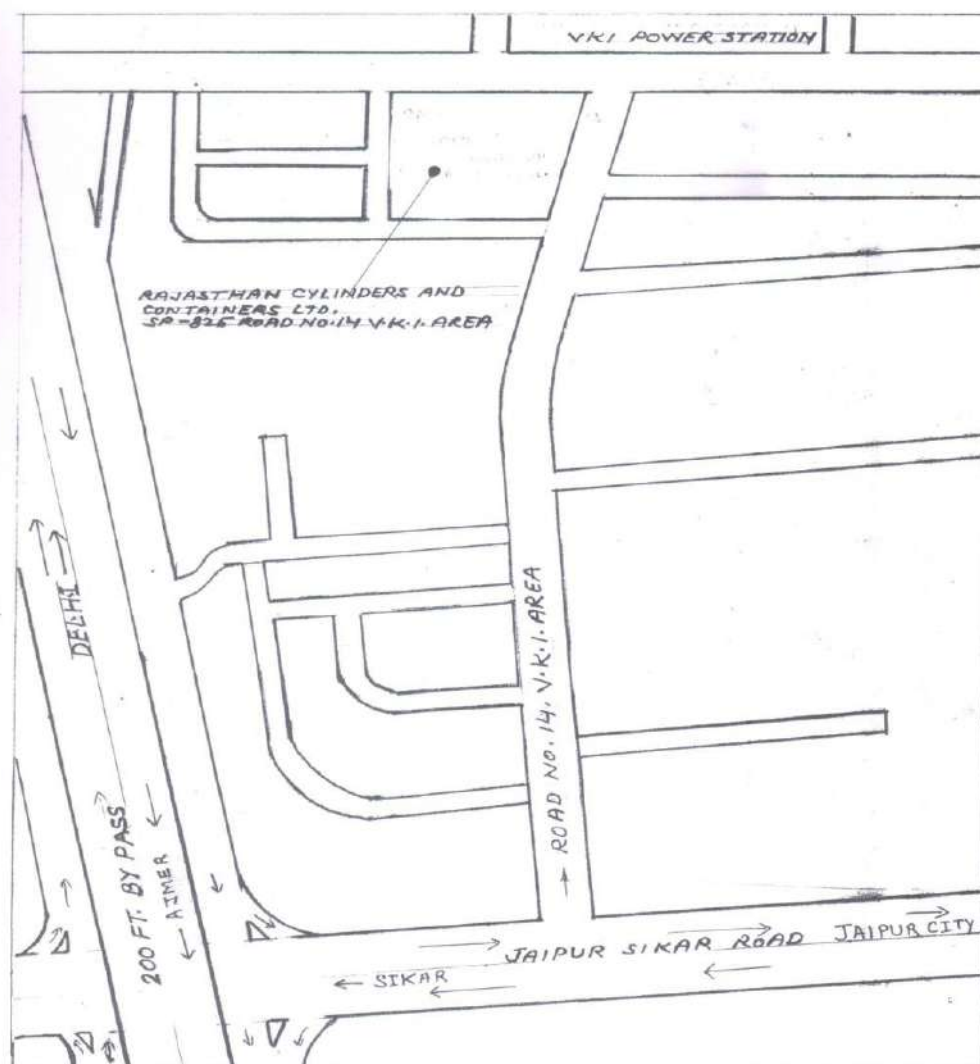 VKI POWER STATION
RAJASTHAN CYLINDERS AND
CONTAINERS LTD.
SP-825 ROAD NO.14 V.K.I. AREA
DELHI
ROAD NO. 14. V.K.I. AREA
200 FT. BY PASS
AJMER
JAIPUR SIKAR ROAD
JAIPUR CITY
SIKAR